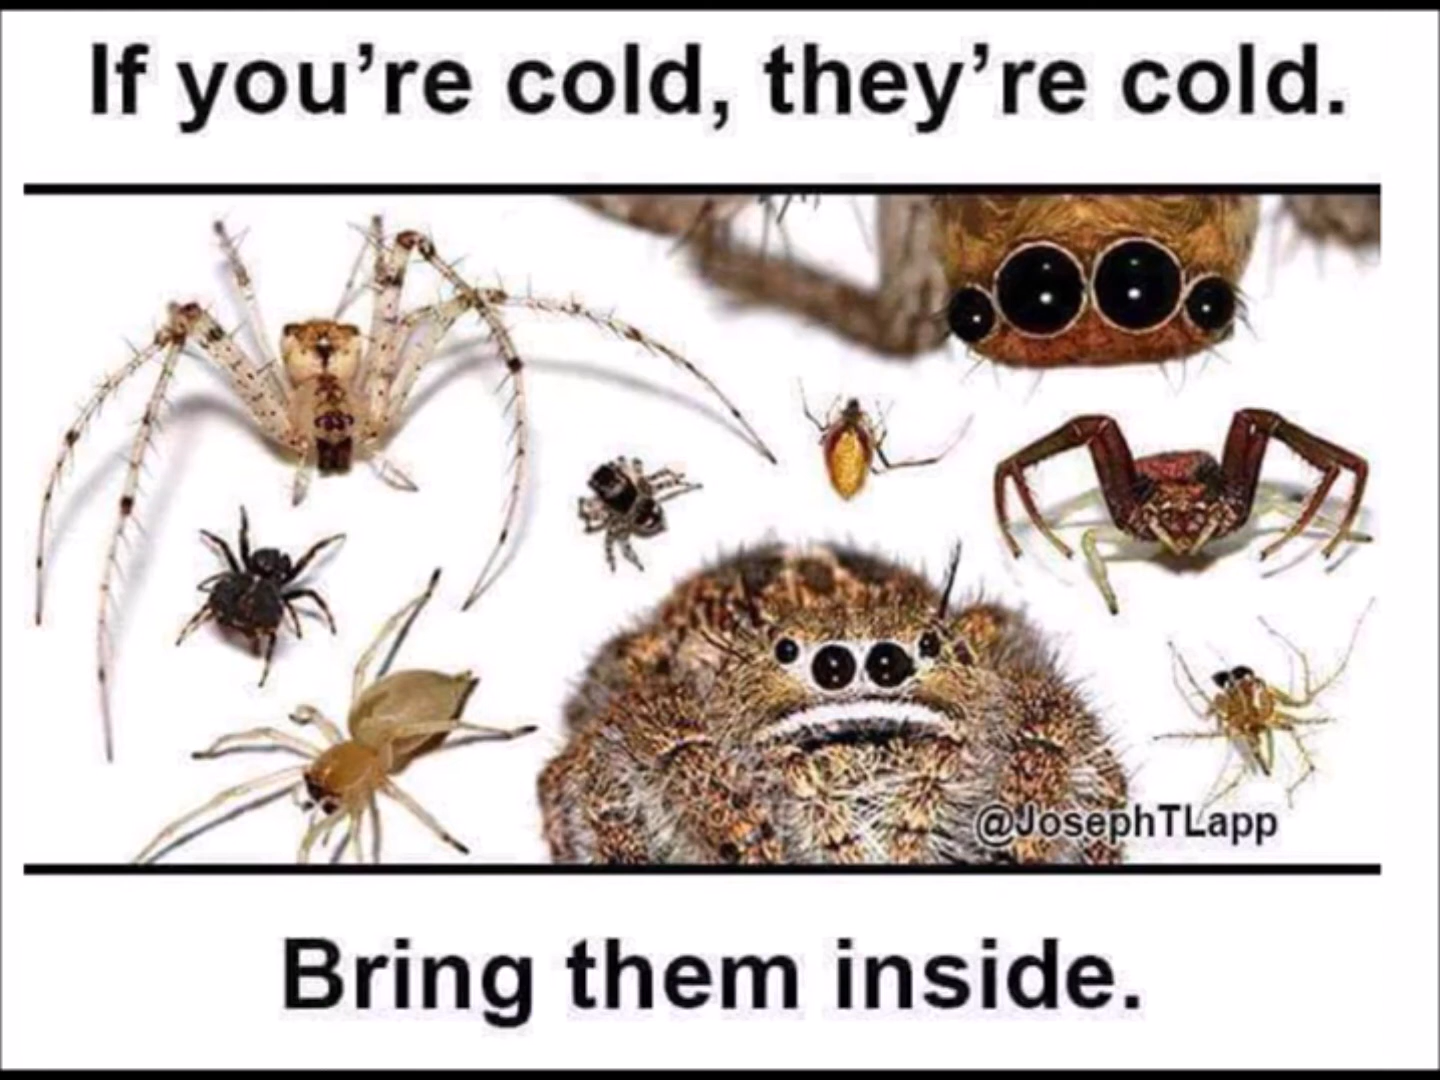 If you’re cold, they’re cold.
@JosephTLapp
Bring them inside.